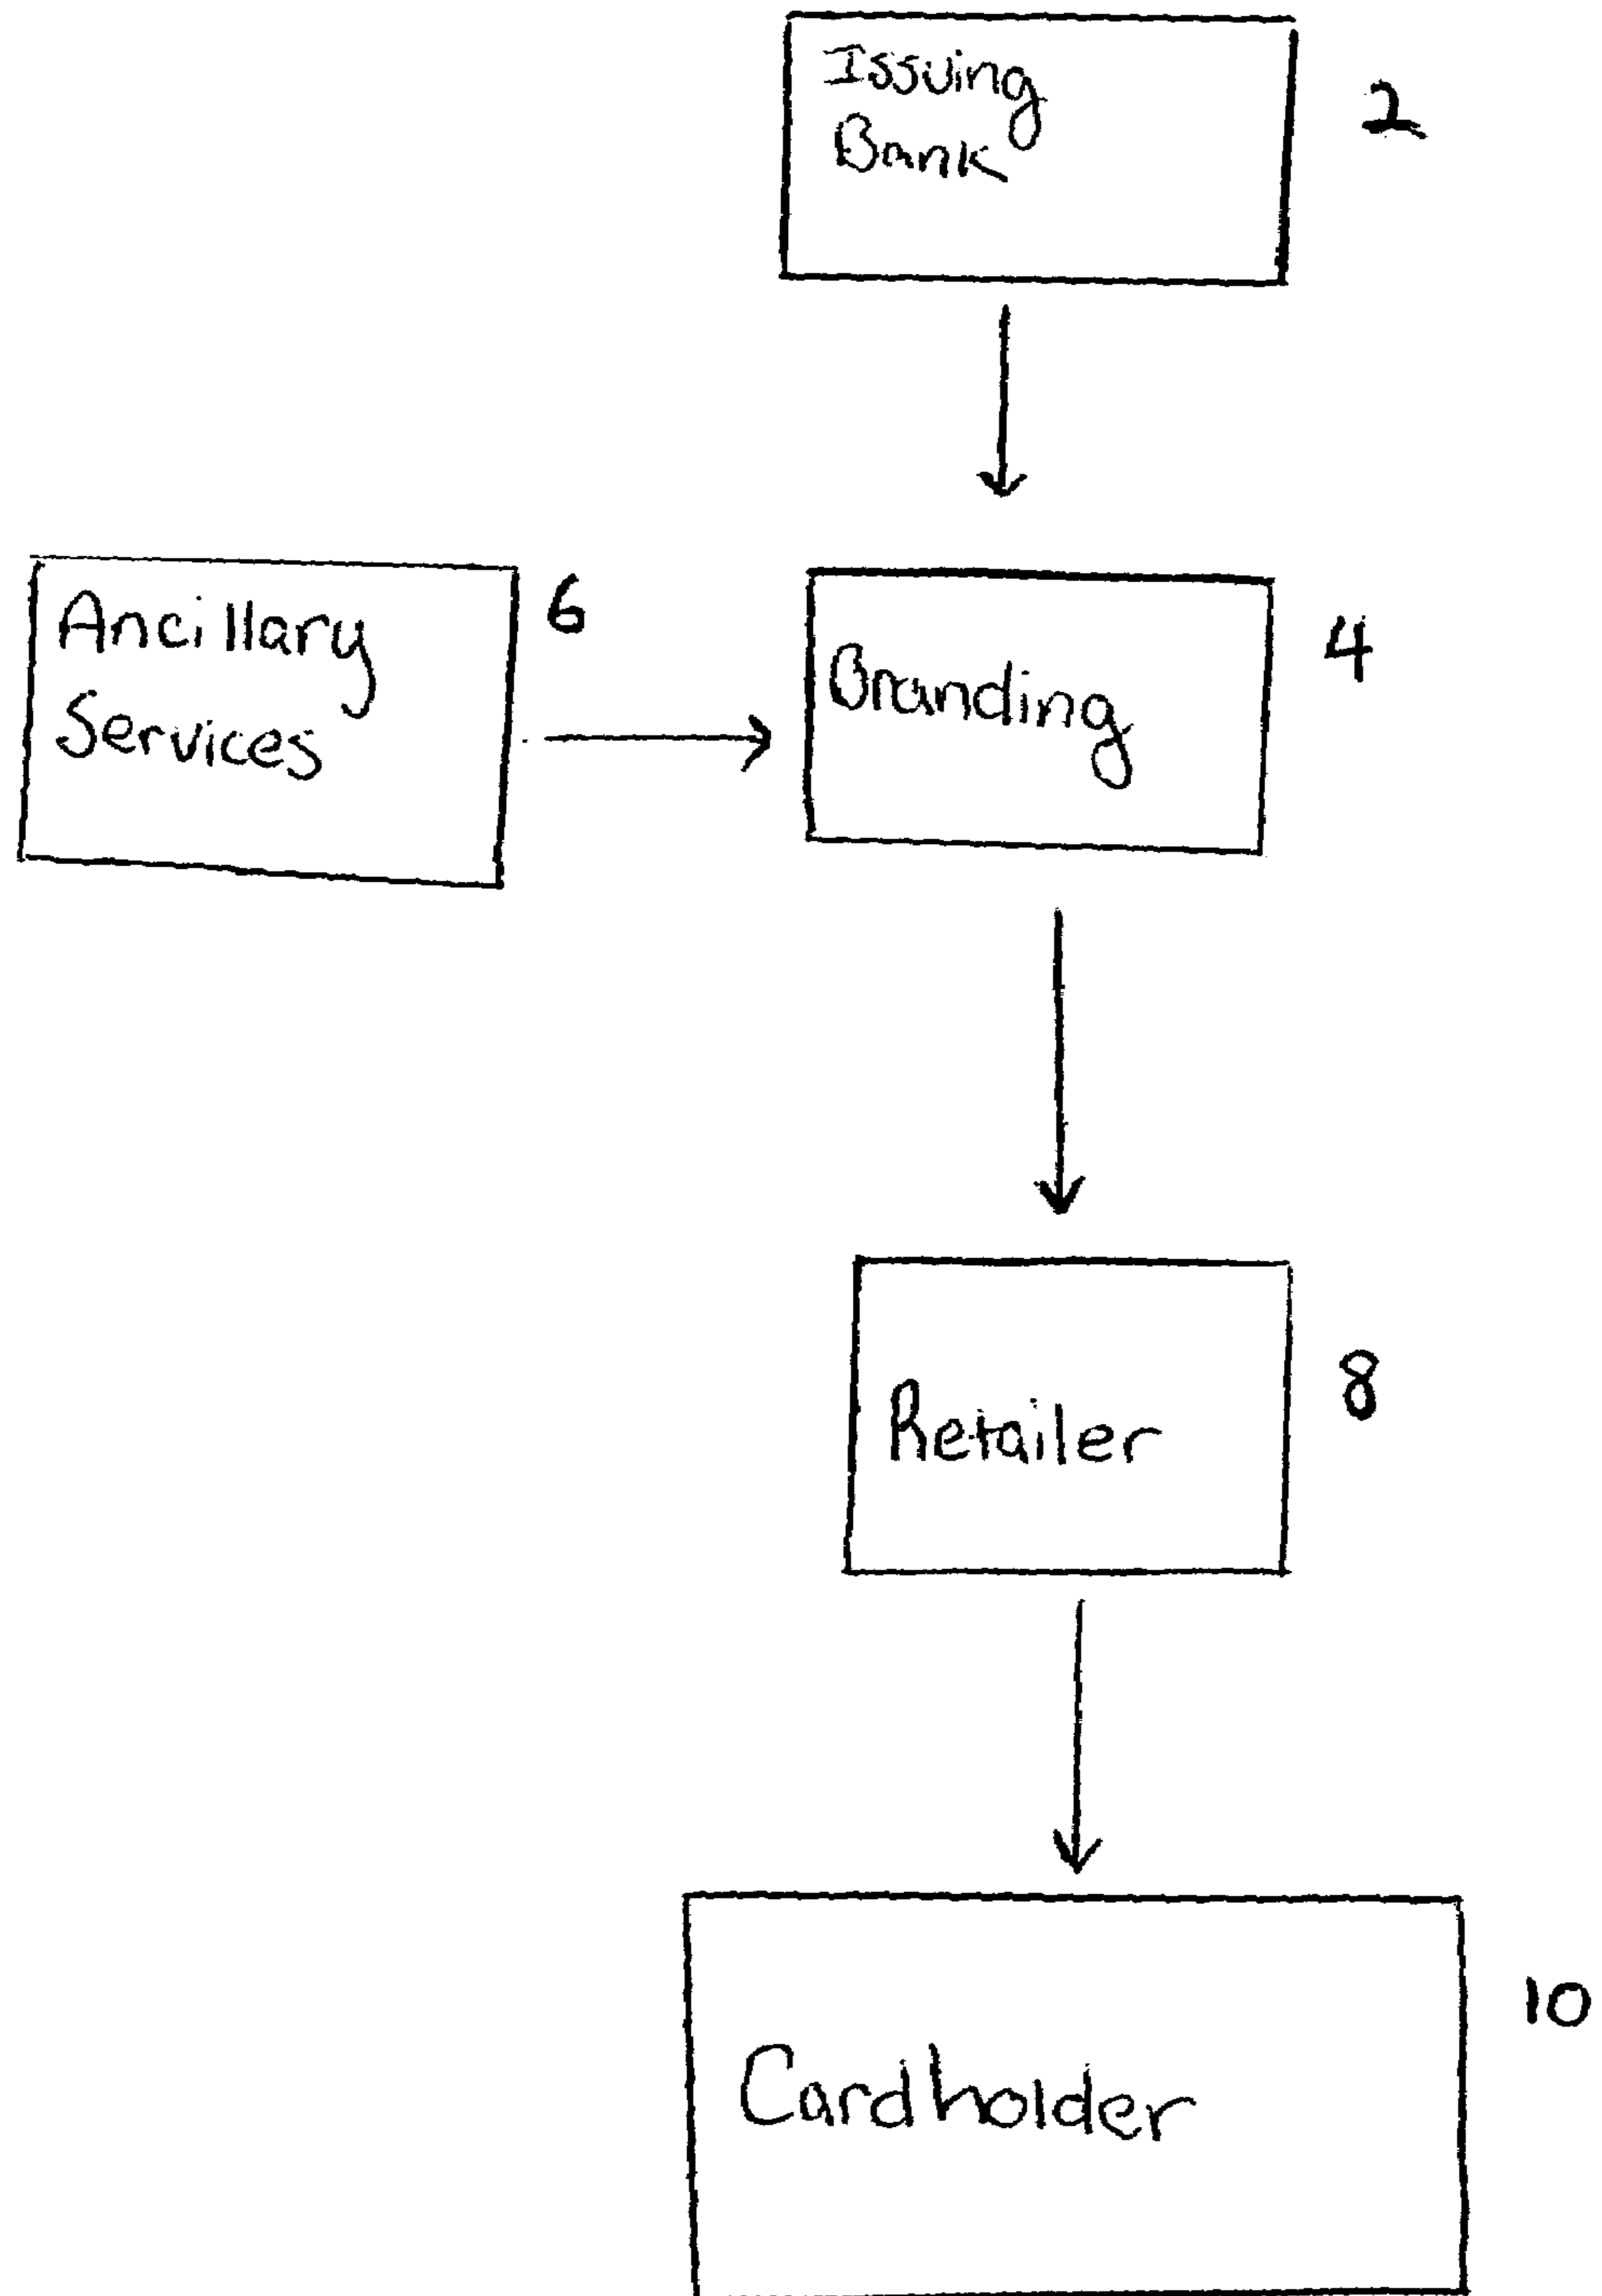 Issuing
Bank
2
Ancillary
Services
6
Branding
4
Retailer
8
Cardholder
10